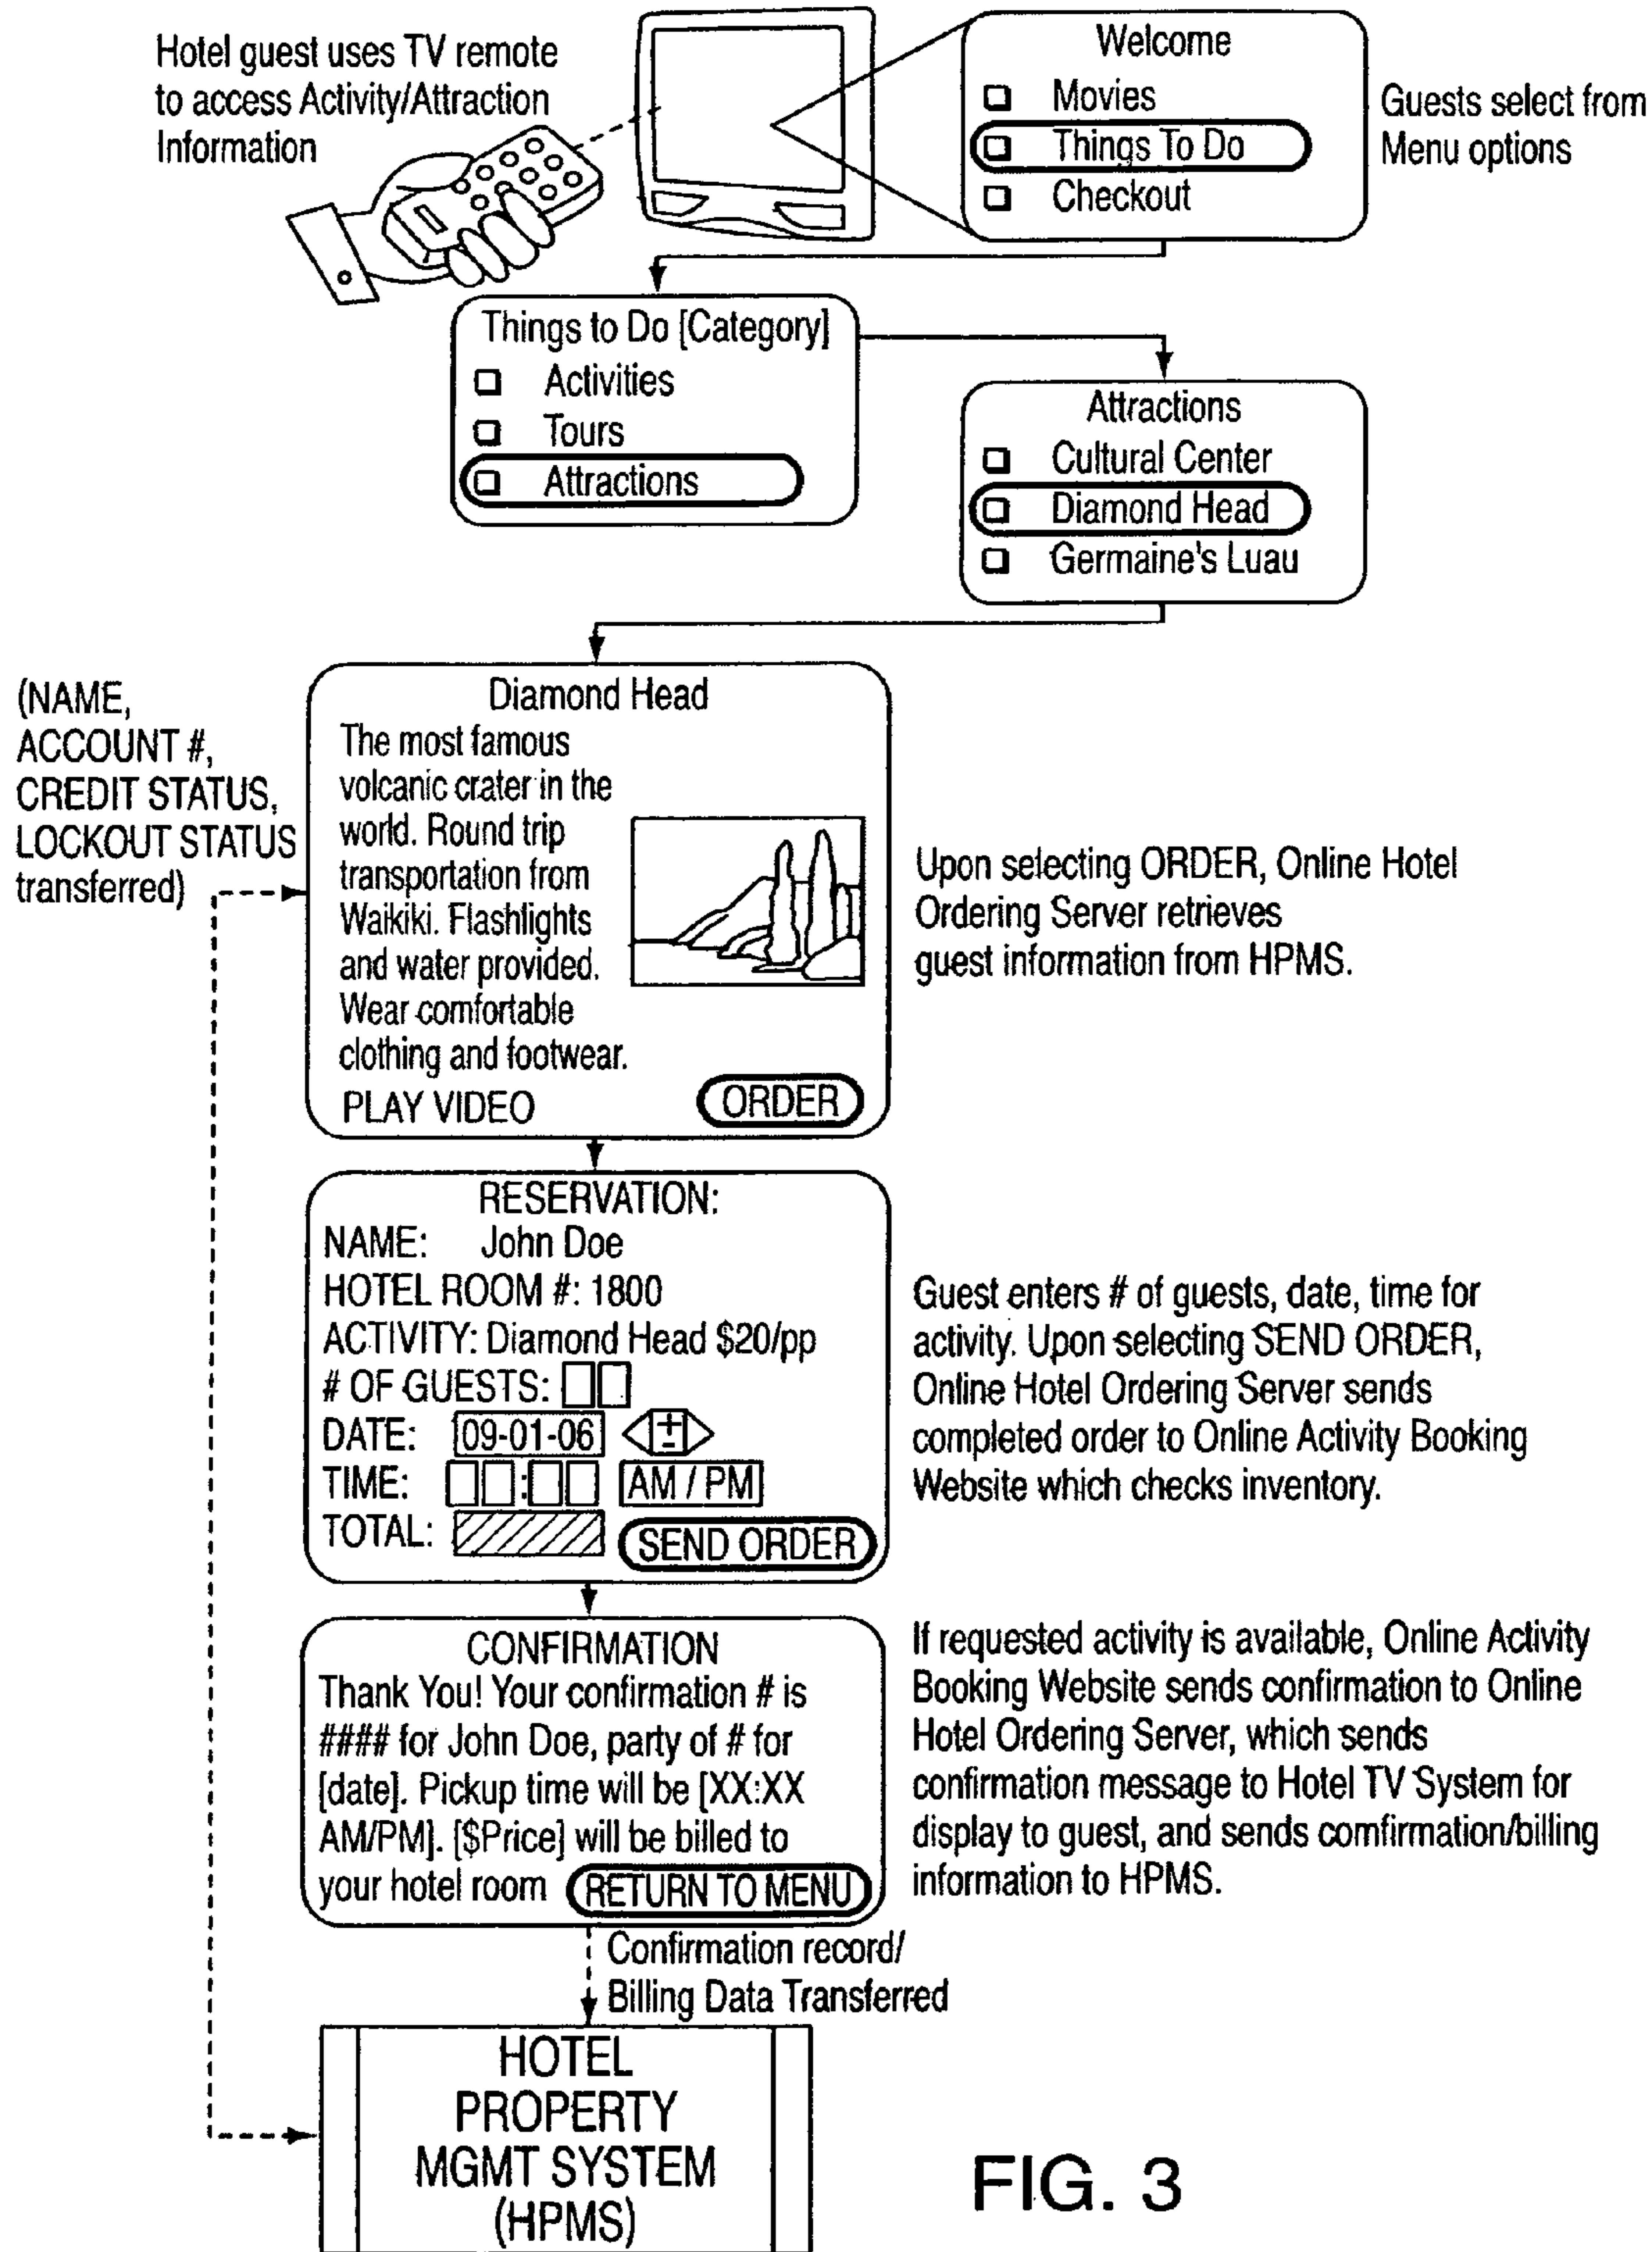 Hotel guest uses TV remote
to access Activity/Attraction
Information
Welcome
Movies
Things To Do
Checkout
Guests select from
Menu options
Things to Do [Category]
Activities
Tours
Attractions
Attractions
Cultural Center
Diamond Head
Germaine's Luau
(NAME,
ACCOUNT #,
CREDIT STATUS,
LOCKOUT STATUS
transferred)
Diamond Head
The most famous
volcanic crater in the
world. Round trip
transportation from
Waikiki. Flashlights
and water provided.
Wear comfortable
clothing and footwear.
PLAY VIDEO
ORDER
Upon selecting ORDER, Online Hotel
Ordering Server retrieves
guest information from HPMS.
RESERVATION:
NAME: John Doe
HOTEL ROOM #: 1800
ACTIVITY: Diamond Head $20/pp
# OF GUESTS:
DATE: 09-01-06 + -
TIME: : AM / PM
TOTAL: SEND ORDER
Guest enters # of guests, date, time for
activity. Upon selecting SEND ORDER,
Online Hotel Ordering Server sends
completed order to Online Activity Booking
Website which checks inventory.
CONFIRMATION
Thank You! Your confirmation # is
#### for John Doe, party of # for
[date]. Pickup time will be [XX:XX
AM/PM]. [$Price] will be billed to
your hotel room RETURN TO MENU
If requested activity is available, Online Activity
Booking Website sends confirmation to Online
Hotel Ordering Server, which sends
confirmation message to Hotel TV System for
display to guest, and sends comfirmation/billing
information to HPMS.
Confirmation record/
Billing Data Transferred
HOTEL
PROPERTY
MGMT SYSTEM
(HPMS)
FIG. 3